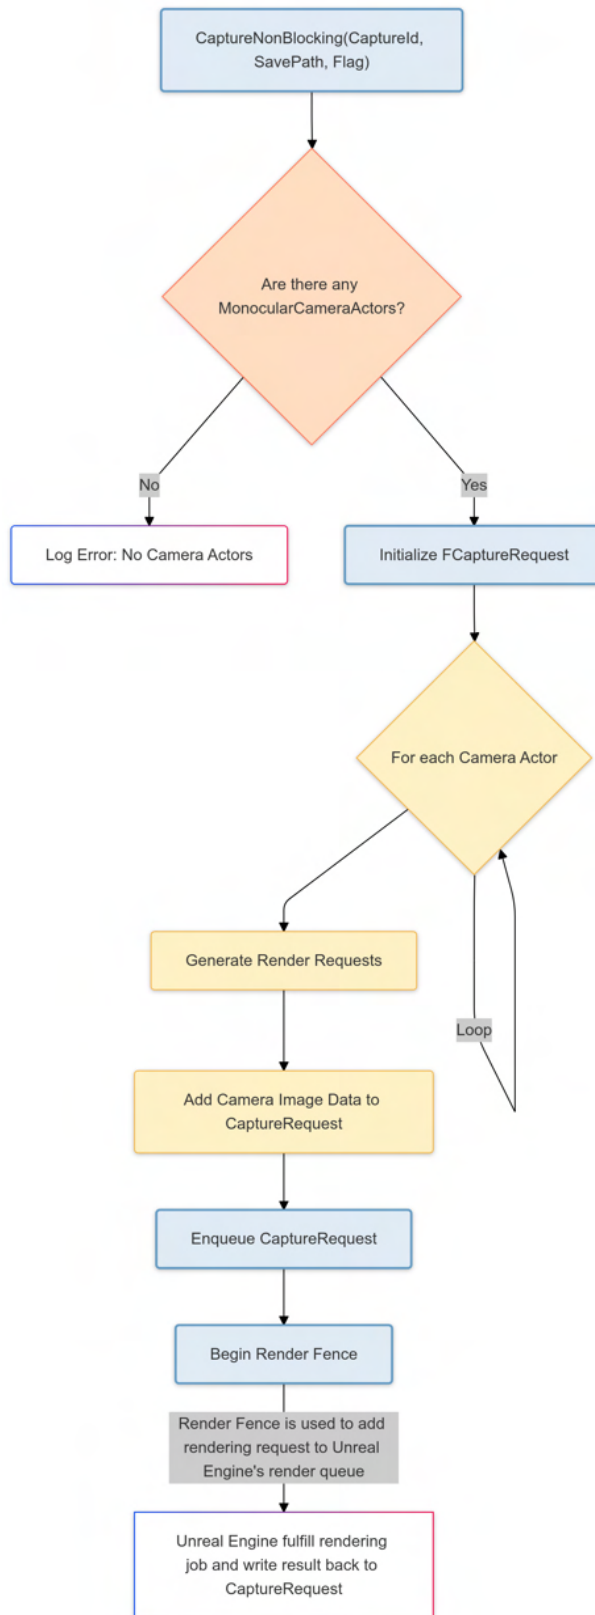 CaptureNonBlocking(CaptureId,
SavePath, Flag)
Are there any
MonocularCameraActors?
No
Yes
Log Error: No Camera Actors
Initialize FCaptureRequest
For each Camera Actor
Generate Render Requests
Loop
Add Camera Image Data to
CaptureRequest
Enqueue CaptureRequest
Begin Render Fence
Render Fence is used to add
rendering request to Unreal
Engine's render queue
Unreal Engine fulfill rendering
job and write result back to
CaptureRequest